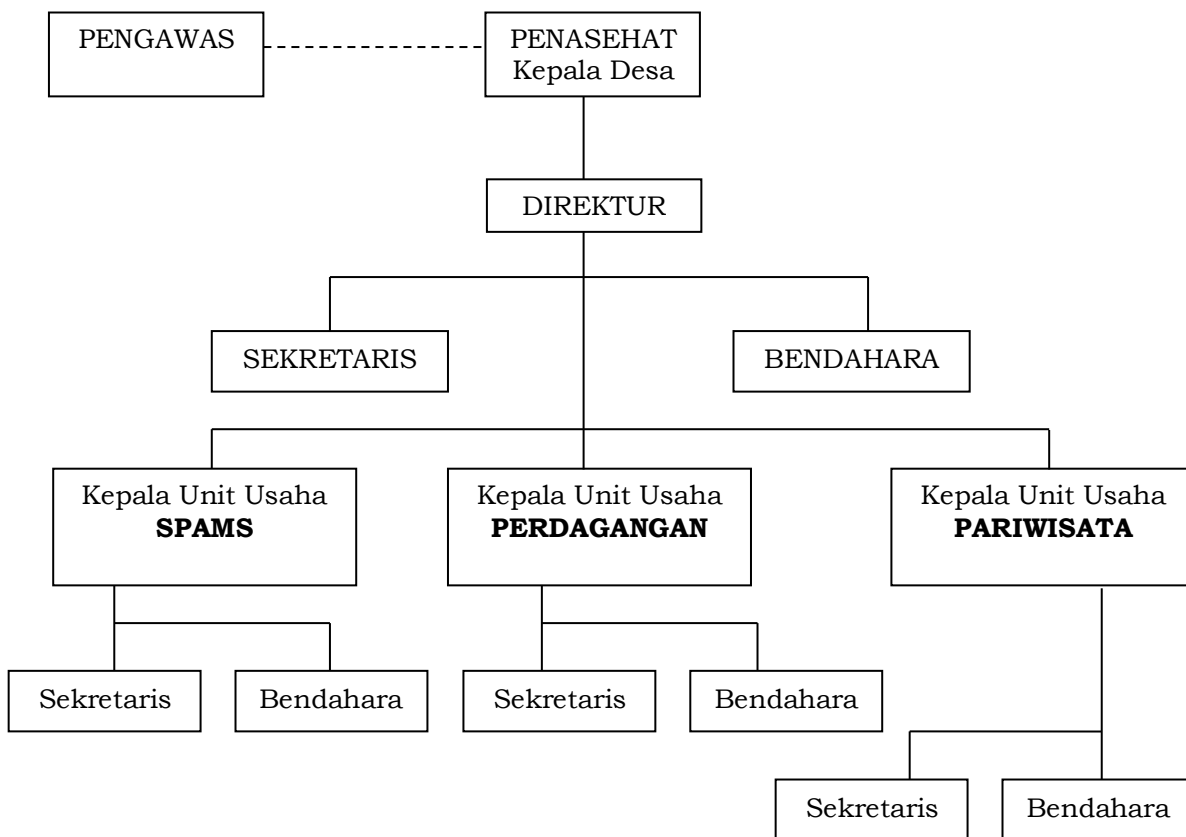 PENGAWAS
PENASEHAT
Kepala Desa
DIREKTUR
SEKRETARIS
BENDAHARA
Kepala Unit Usaha
SPAMS
Kepala Unit Usaha
PERDAGANGAN
Kepala Unit Usaha
PARIWISATA
Sekretaris
Bendahara
Sekretaris
Bendahara
Sekretaris
Bendahara